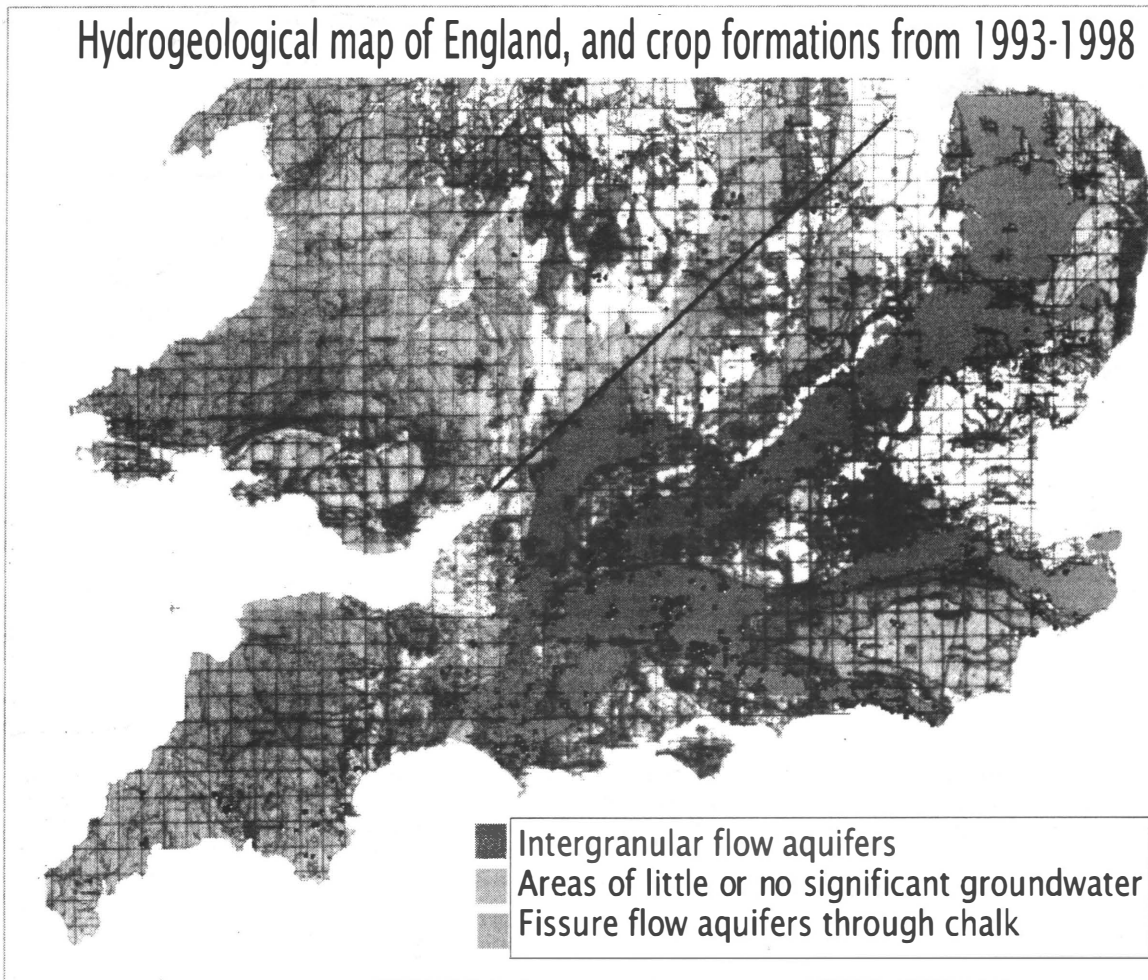 Hydrogeological map of England, and crop formations from 1993-1998
Intergranular flow aquifers
Areas of little or no significant groundwater
Fissure flow aquifers through chalk